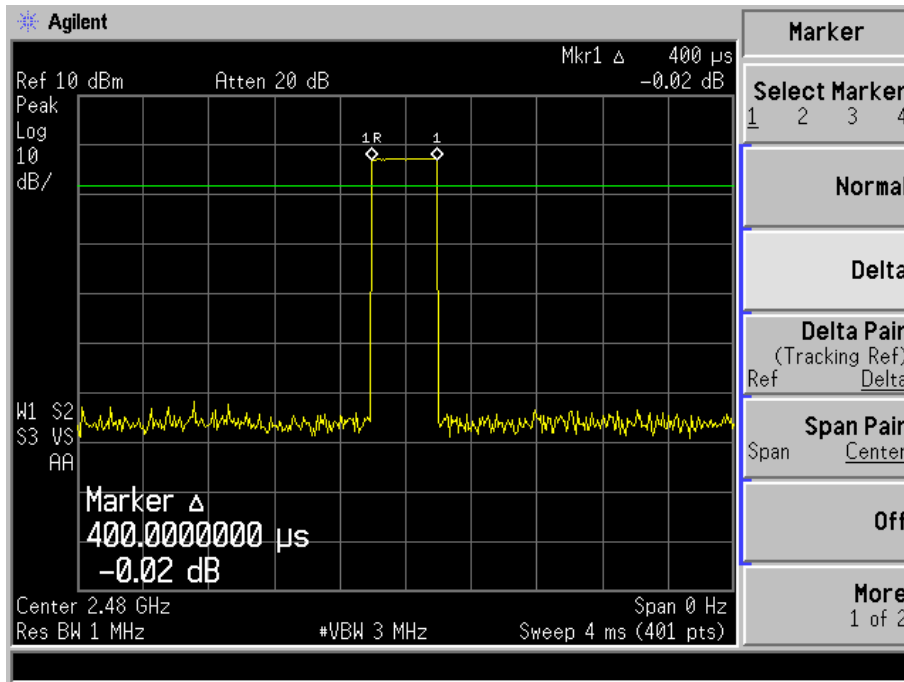 Agilent
Mkr1 Δ 400 µs
Ref 10 dBm Atten 20 dB -0.02 dB
Peak
Log
10
dB/
1R 1
W1 S2
S3 VS
AA
Marker Δ
400.0000000 µs
-0.02 dB
Center 2.48 GHz Span 0 Hz
Res BW 1 MHz #VBW 3 MHz Sweep 4 ms (401 pts)
Marker
Select Marker
1 2 3 4
Normal
Delta
Delta Pair
(Tracking Ref)
Ref Delta
Span Pair
Span Center
Off
More
1 of 2